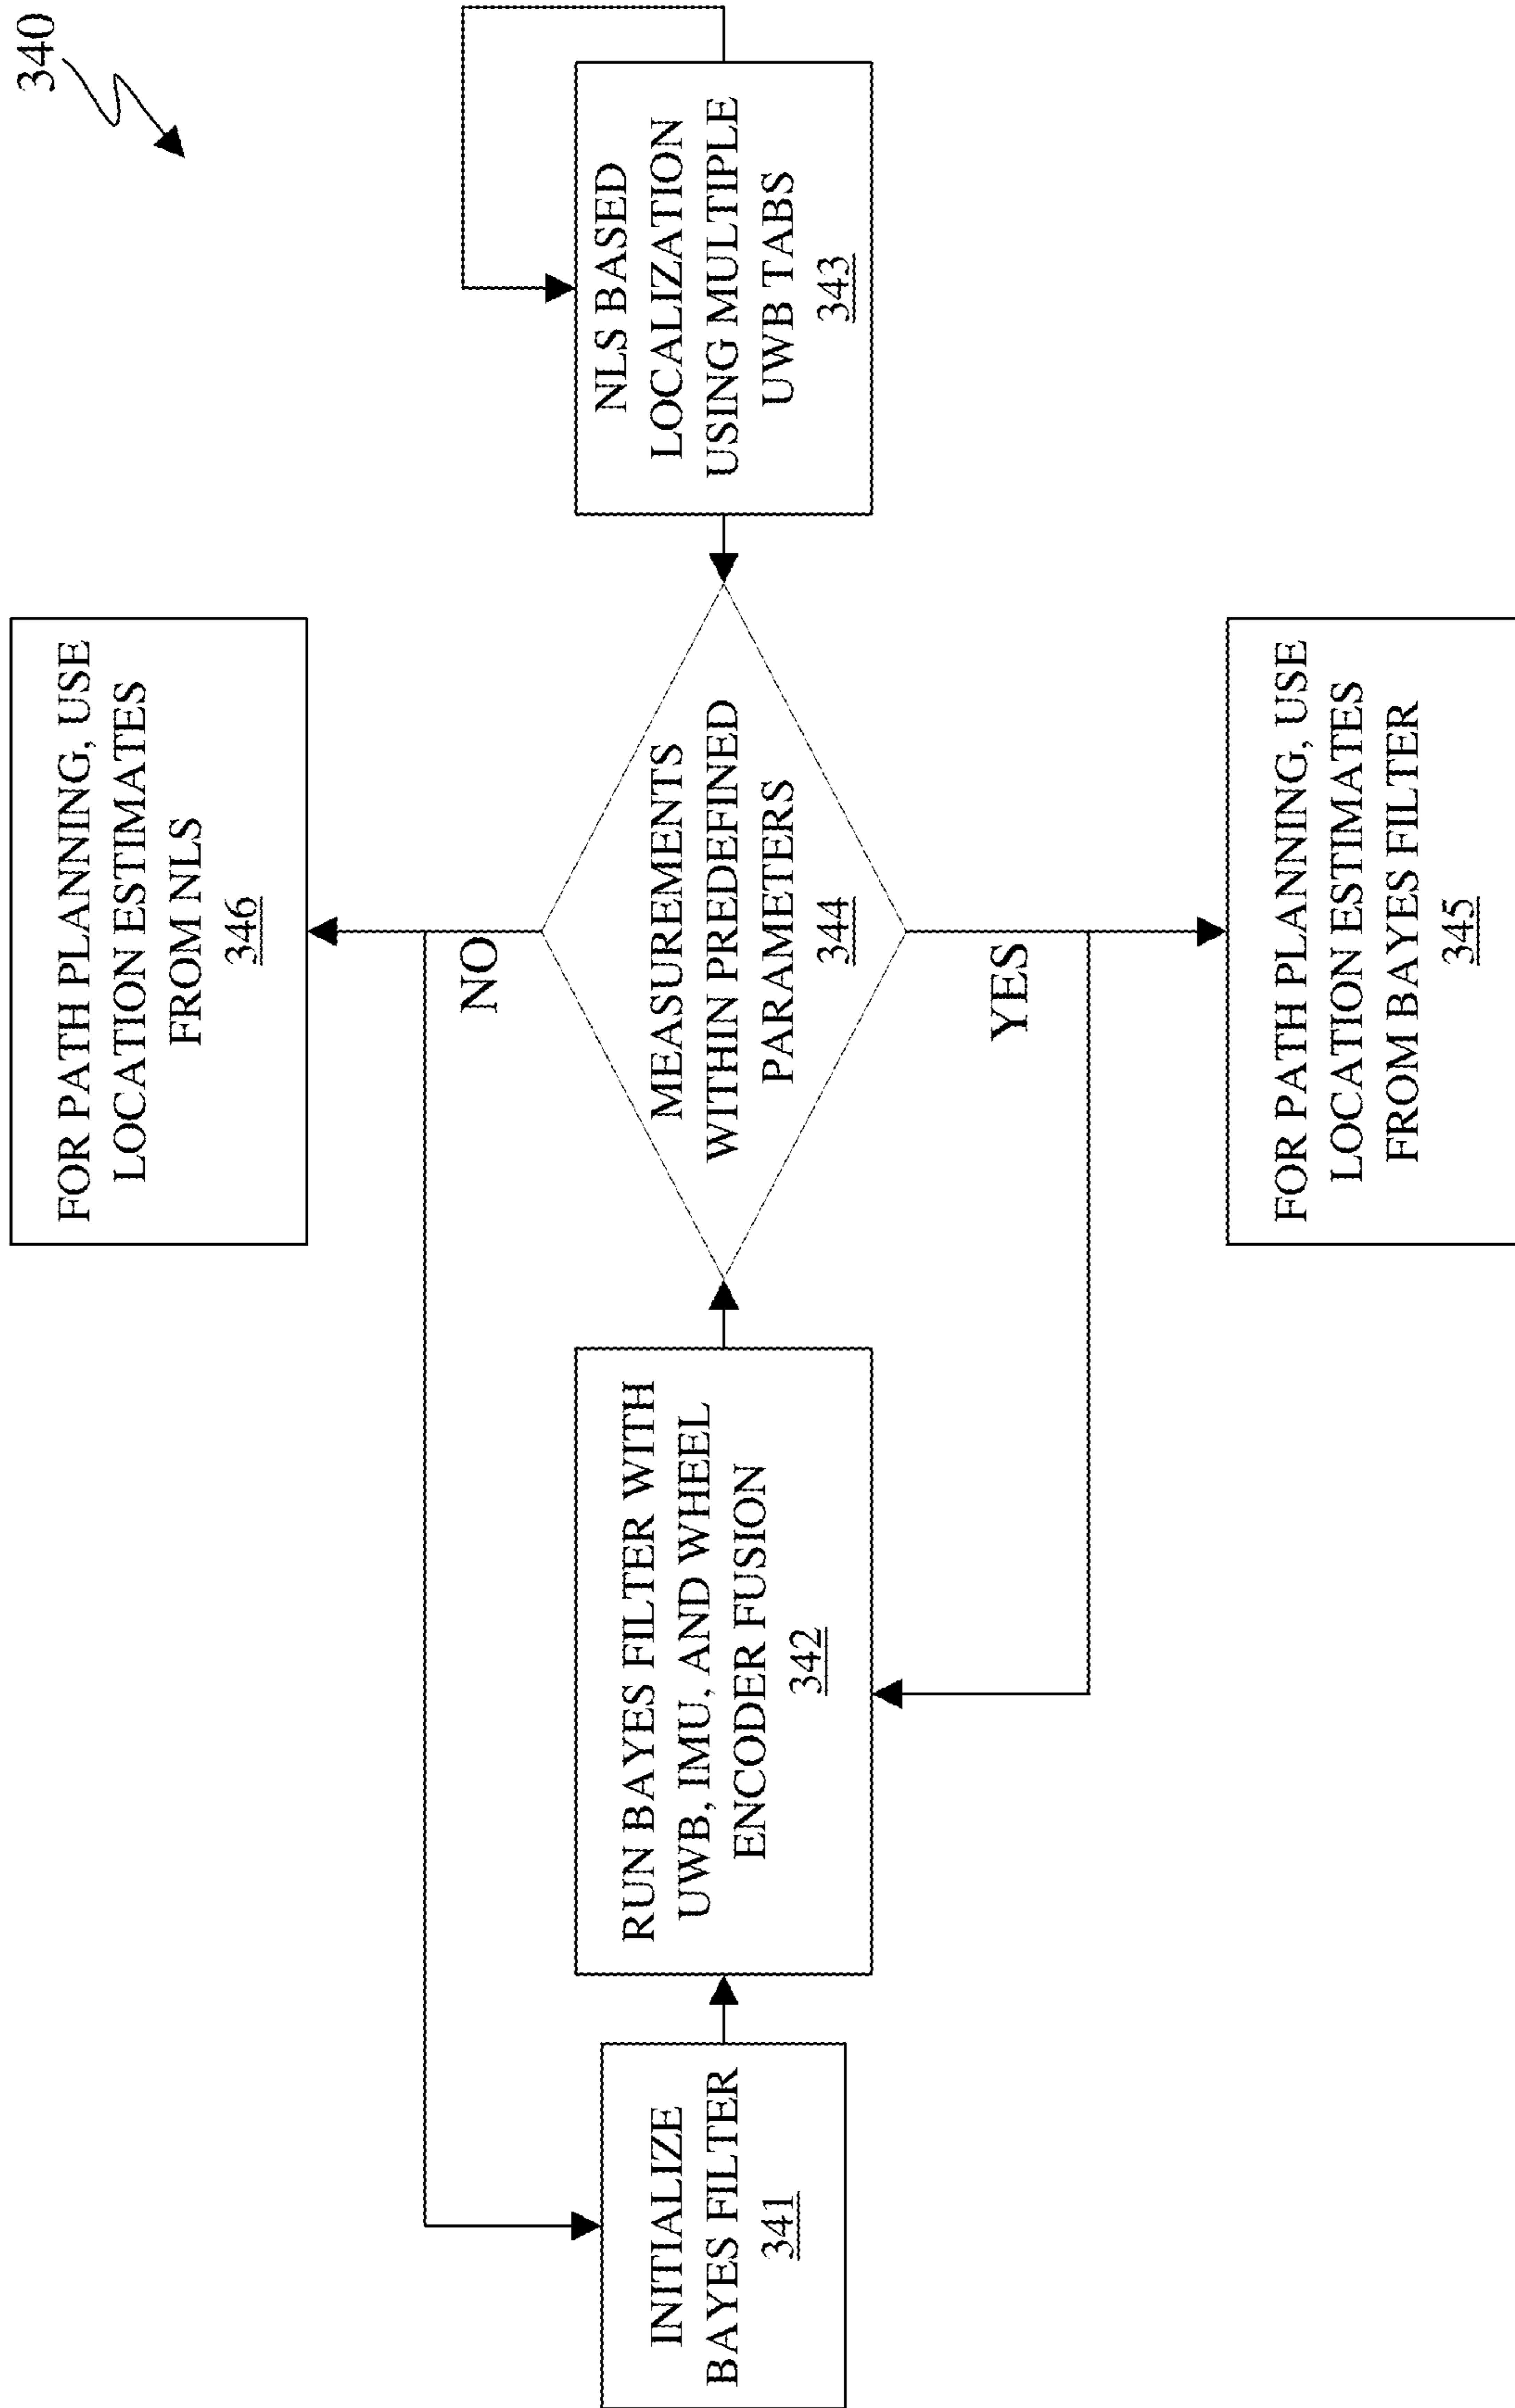 340
FOR PATH PLANNING, USE
LOCATION ESTIMATES
FROM NLS
346
NO
INITIALIZE
BAYES FILTER
341
RUN BAYES FILTER WITH
UWB, IMU, AND WHEEL
ENCODER FUSION
342
MEASUREMENTS
WITHIN PREDEFINED
PARAMETERS
344
NLS BASED
LOCALIZATION
USING MULTIPLE
UWB TABS
343
YES
FOR PATH PLANNING, USE
LOCATION ESTIMATES
FROM BAYES FILTER
345